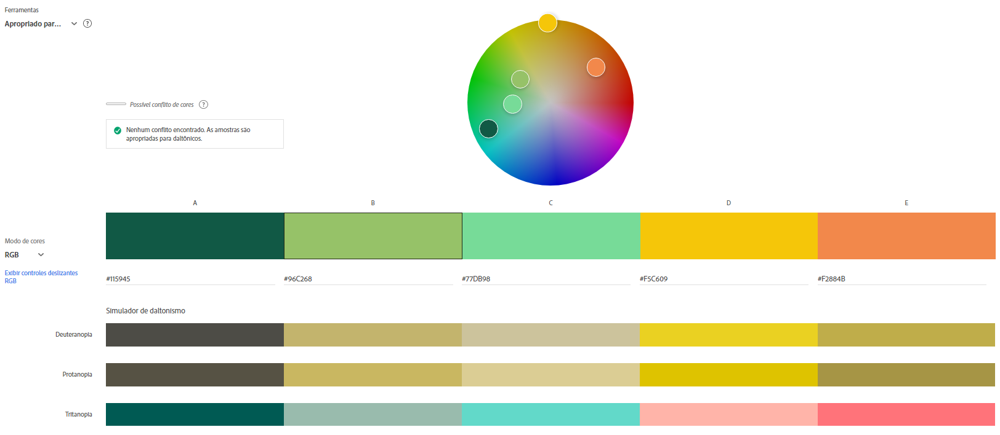 Ferramentas
Apropriado par...
?
Possível conflito de cores ?
Nenhum conflito encontrado. As amostras são
apropriadas para daltônicos.
A B C D E
Modo de cores
RGB
Exibir controles deslizantes
RGB
#115945 #96C268 #77DB98 #F5C609 #F2884B
Simulador de daltonismo
Deuteranopia
Protanopia
Tritanopia